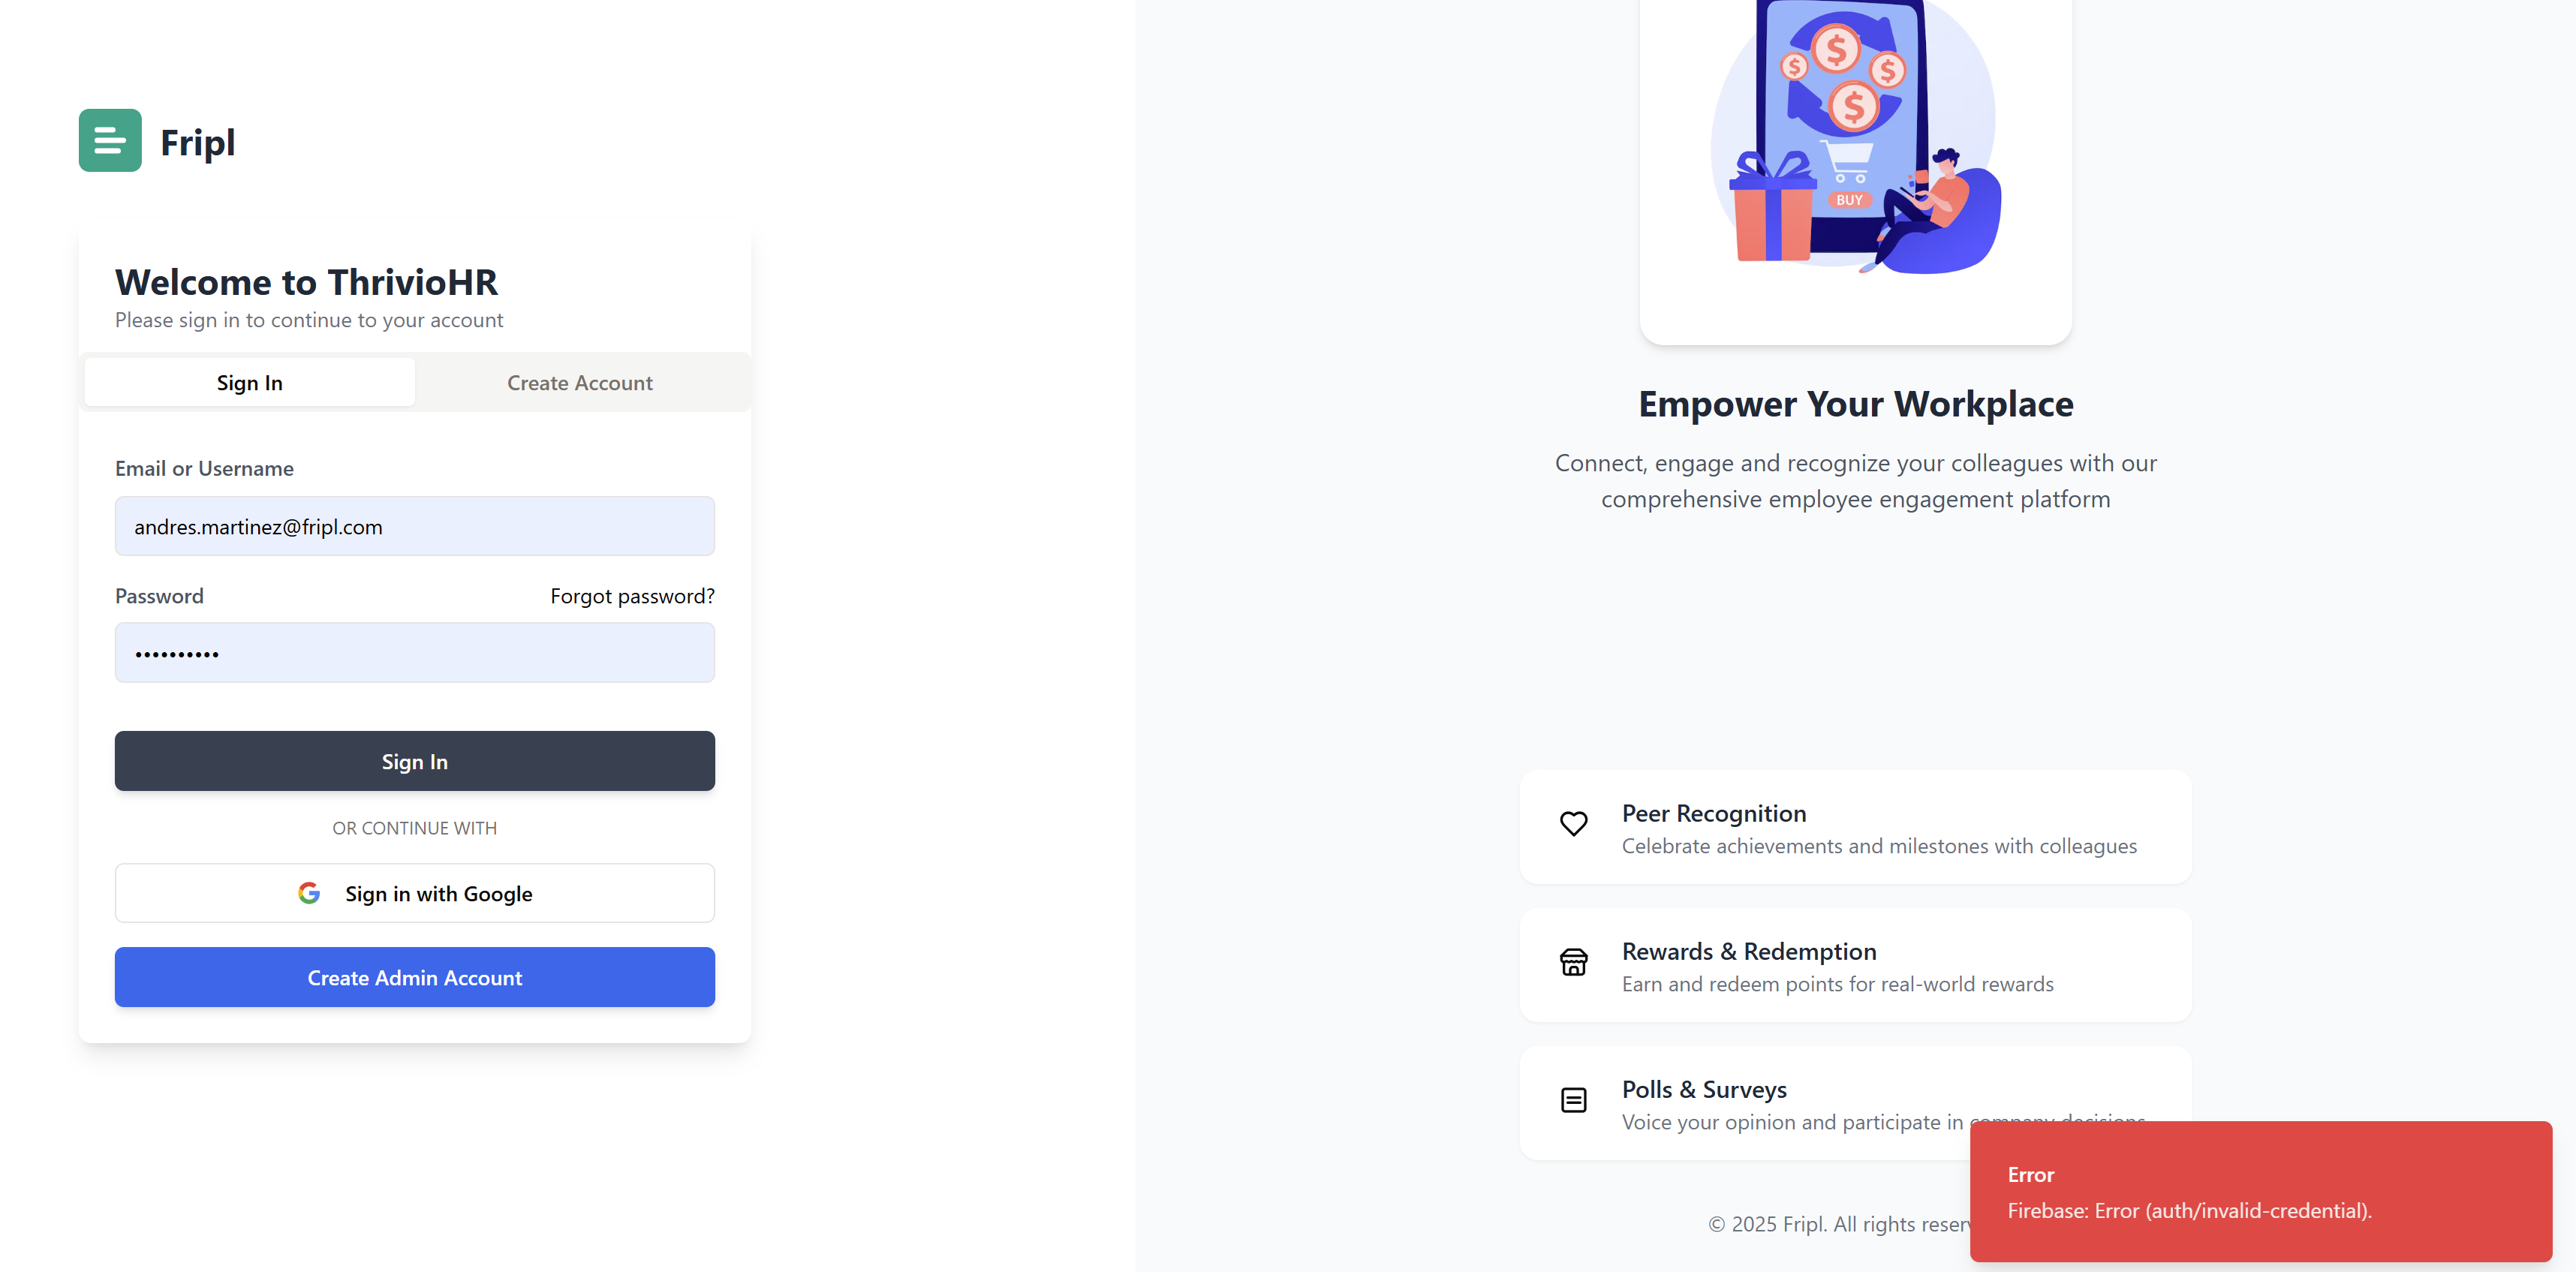 Fripl
Welcome to ThrivioHR
Please sign in to continue to your account
Sign In
Create Account
Email or Username
andres.martinez@fripl.com
Password
Forgot password?
Sign In
OR CONTINUE WITH
Sign in with Google
Create Admin Account
$
$
$
$
BUY
Empower Your Workplace
Connect, engage and recognize your colleagues with our
comprehensive employee engagement platform
Peer Recognition
Celebrate achievements and milestones with colleagues
Rewards & Redemption
Earn and redeem points for real-world rewards
Polls & Surveys
Voice your opinion and participate in company decisions
© 2025 Fripl. All rights
Error
Firebase: Error (auth/invalid-credential).